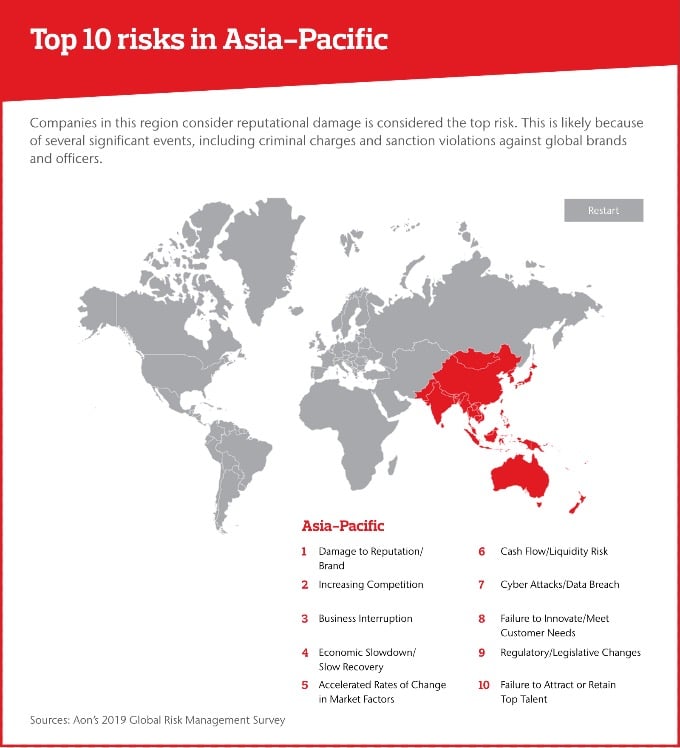 Top 10 risks in Asia–Pacific
Companies in this region consider reputational damage is considered the top risk. This is likely because
of several significant events, including criminal charges and sanction violations against global brands
and officers.
Restart
Asia–Pacific
1 Damage to Reputation/
Brand
2 Increasing Competition
3 Business Interruption
4 Economic Slowdown/
Slow Recovery
5 Accelerated Rates of Change
in Market Factors
6 Cash Flow/Liquidity Risk
7 Cyber Attacks/Data Breach
8 Failure to Innovate/Meet
Customer Needs
9 Regulatory/Legislative Changes
10 Failure to Attract or Retain
Top Talent
Sources: Aon's 2019 Global Risk Management Survey